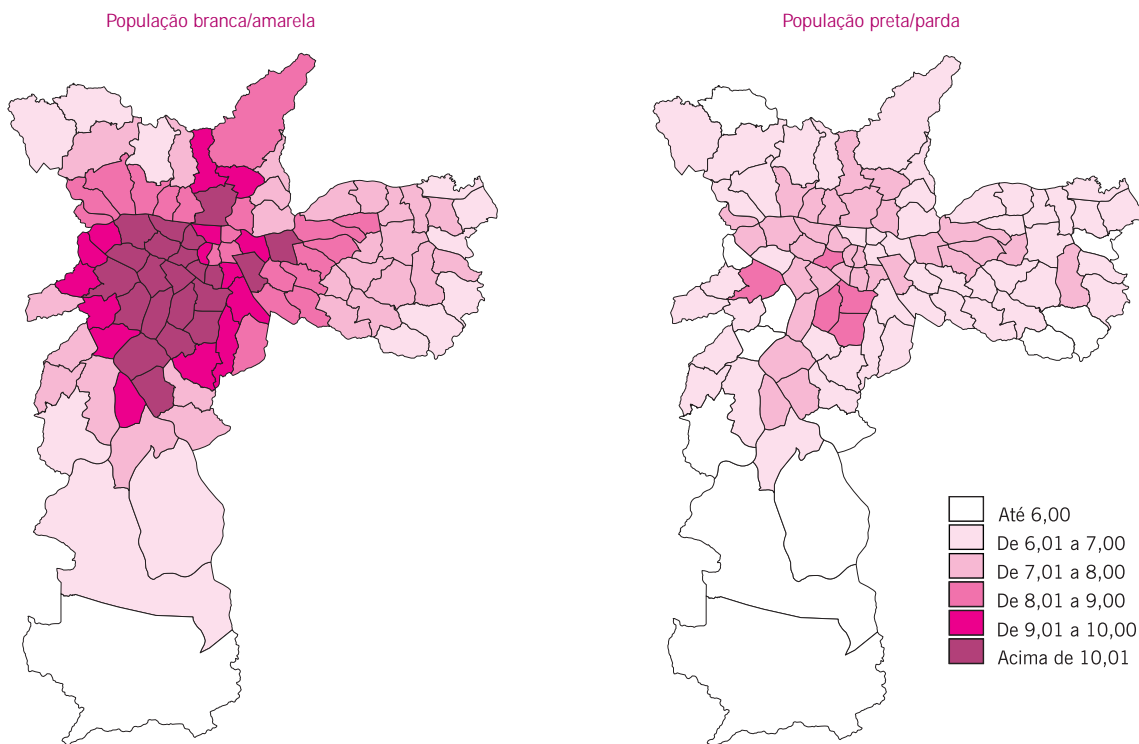 População branca/amarela
População preta/parda
Até 6,00
De 6,01 a 7,00
De 7,01 a 8,00
De 8,01 a 9,00
De 9,01 a 10,00
Acima de 10,01